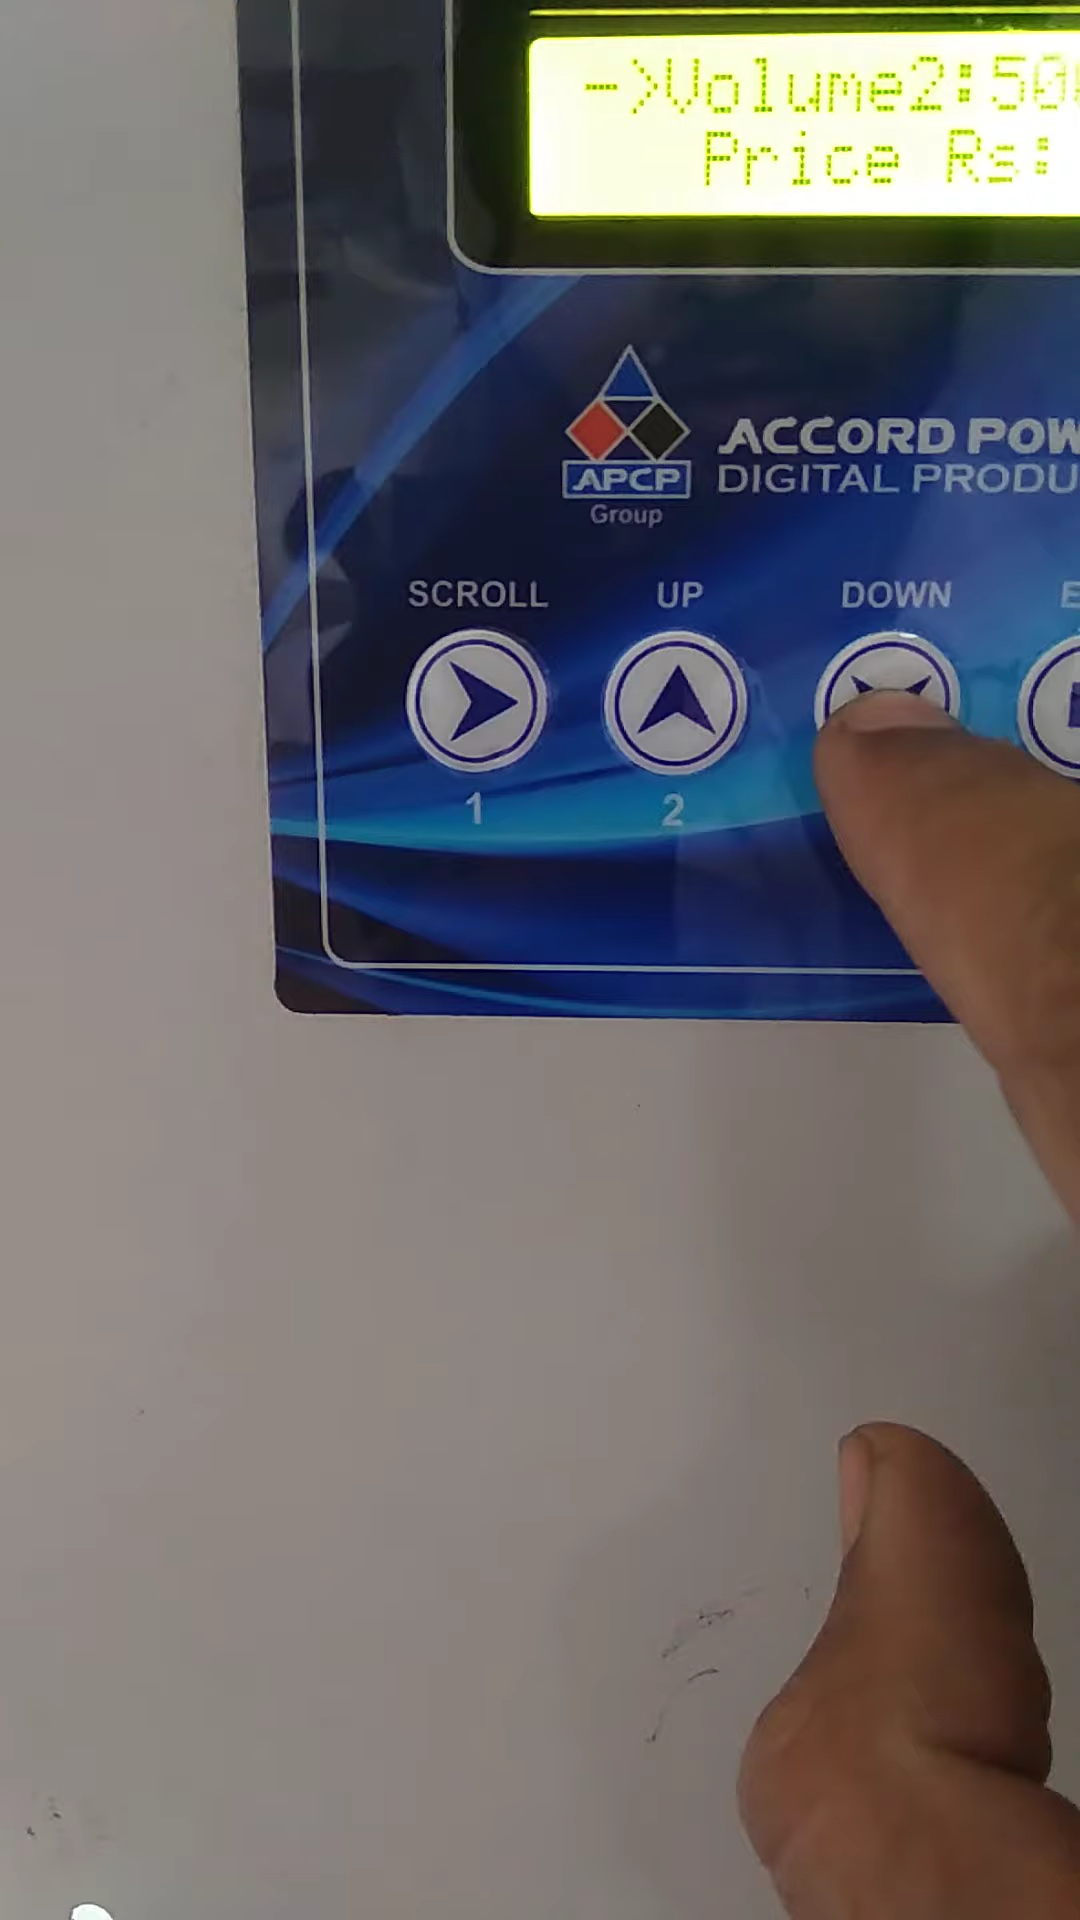 ->Volume2:50
Price Rs:
ACCORD POW
DIGITAL PRODU
APCP
Group
SCROLL UP DOWN E
1 2